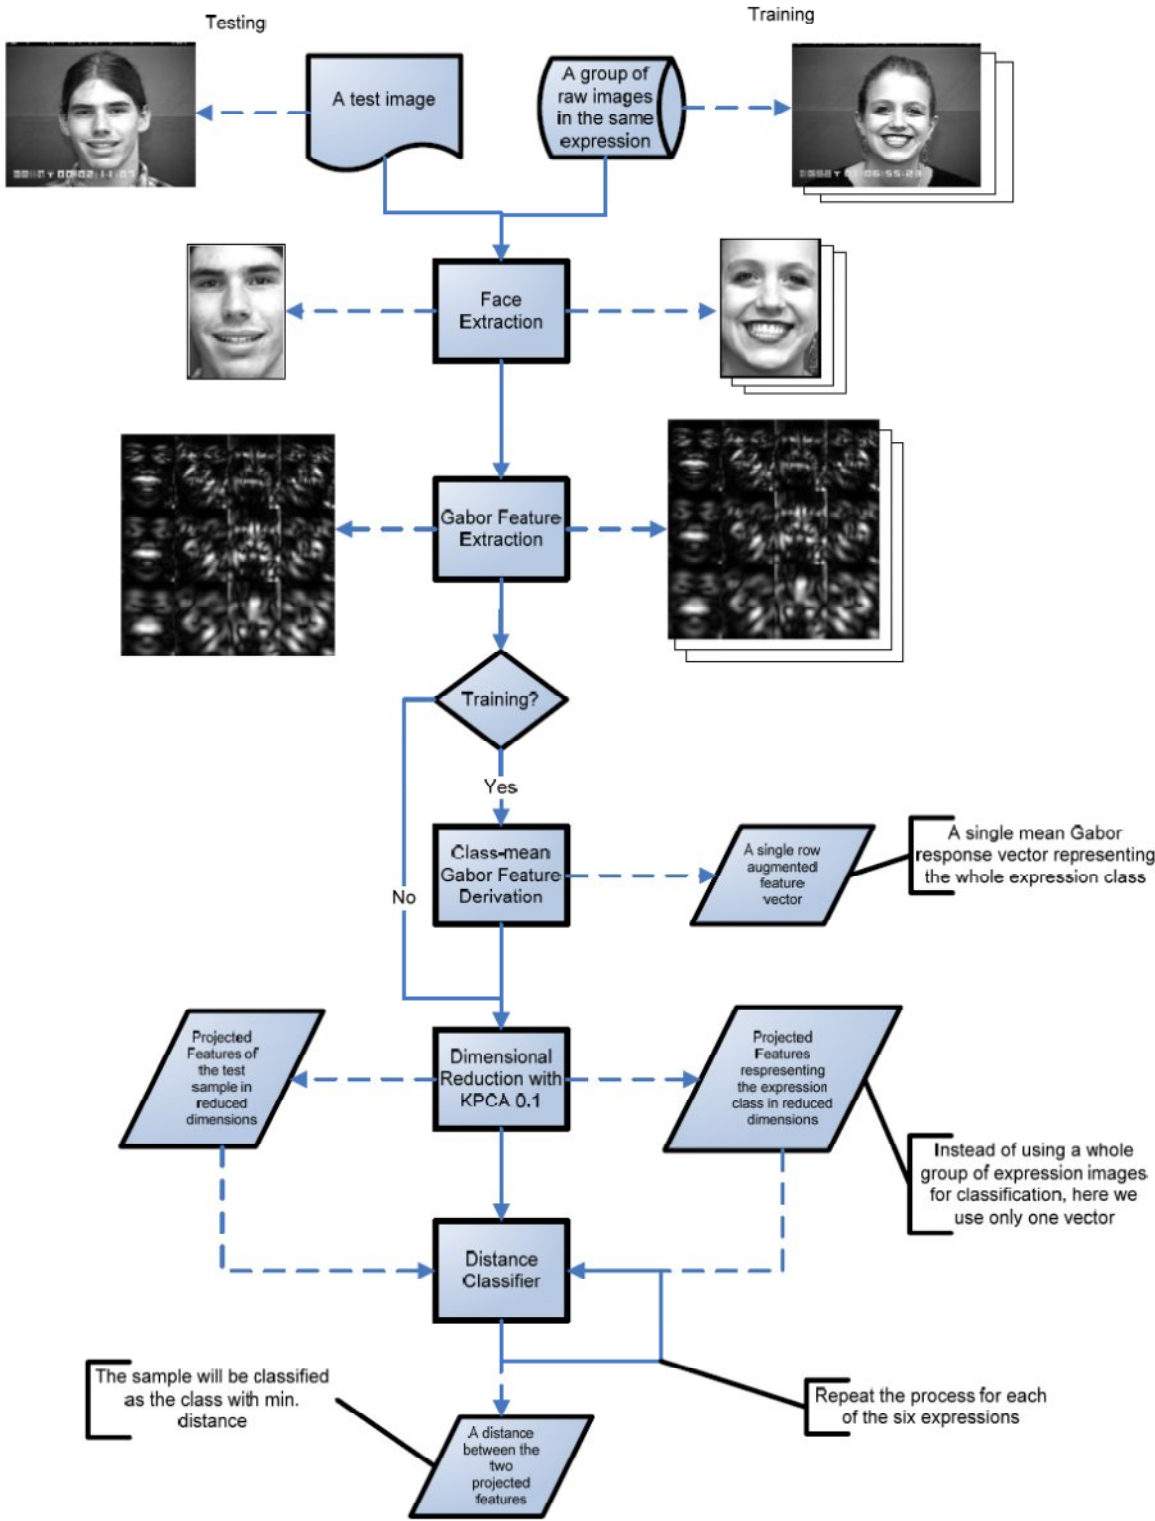 Testing
Training
A test image
A group of
raw images
in the same
expression
Face
Extraction
Gabor Feature
Extraction
Training?
Yes
No
Class-mean
Gabor Feature
Derivation
A single row
augmented
feature
vector
A single mean Gabor
response vector representing
the whole expression class
Projected
Features of
the test
sample in
reduced
dimensions
Dimensional
Reduction with
KPCA 0.1
Projected
Features
respresenting
the expression
class in reduced
dimensions
Instead of using a whole
group of expression images
for classification, here we
use only one vector
Distance
Classifier
The sample will be classified
as the class with min.
distance
Repeat the process for each
of the six expressions
A distance
between the
two
projected
features